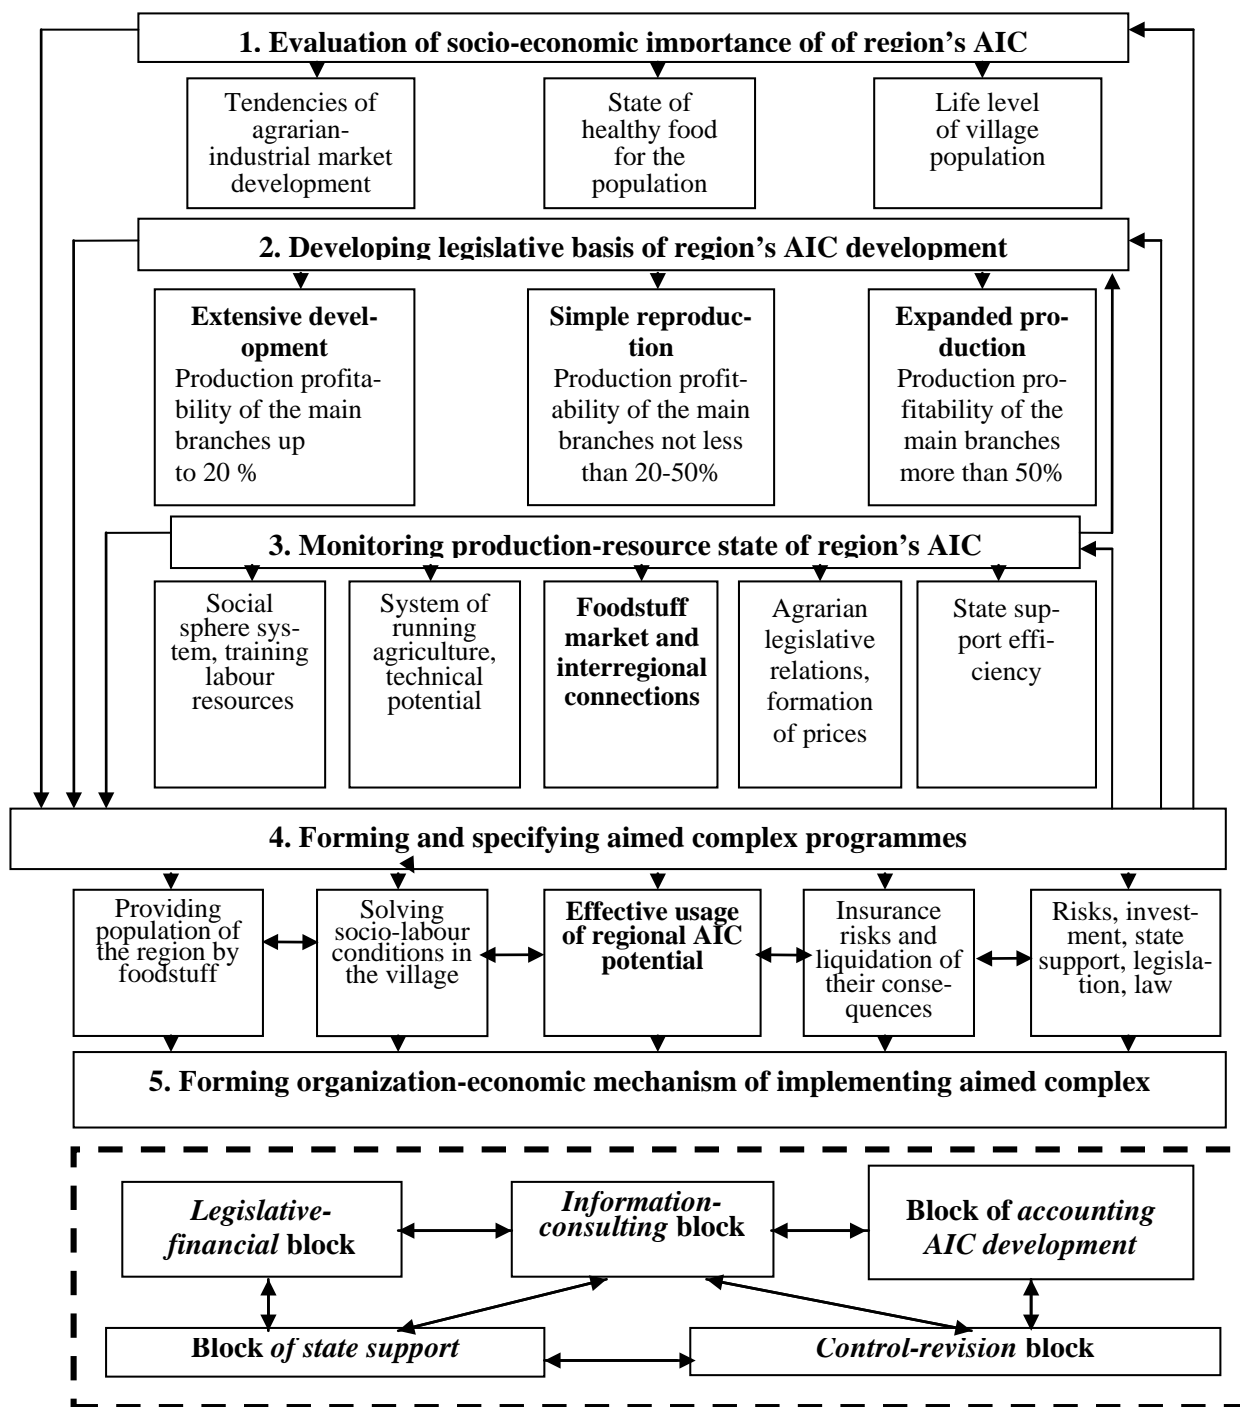 1. Evaluation of socio-economic importance of of region’s AIC
Tendencies of
agrarian-
industrial market
development
State of
healthy food
for the
population
Life level
of village
population
2. Developing legislative basis of region’s AIC development
Extensive devel-
opment
Production profita-
bility of the main
branches up
to 20 %
Simple reproduc-
tion
Production profit-
ability of the main
branches not less
than 20-50%
Expanded pro-
duction
Production pro-
fitability of the
main branches
more than 50%
3. Monitoring production-resource state of region’s AIC
Social
sphere sys-
tem, training
labour
resources
System of
running
agriculture,
technical
potential
Foodstuff
market and
interregional
connections
Agrarian
legislative
relations,
formation
of prices
State sup-
port effi-
ciency
4. Forming and specifying aimed complex programmes
Providing
population of
the region by
foodstuff
Solving
socio-labour
conditions in
the village
Effective usage
of regional AIC
potential
Insurance
risks and
liquidation of
their conse-
quences
Risks, invest-
ment, state
support, legisla-
tion, law
5. Forming organization-economic mechanism of implementing aimed complex
Legislative-
financial block
Information-
consulting block
Block of accounting
AIC development
Block of state support
Control-revision block